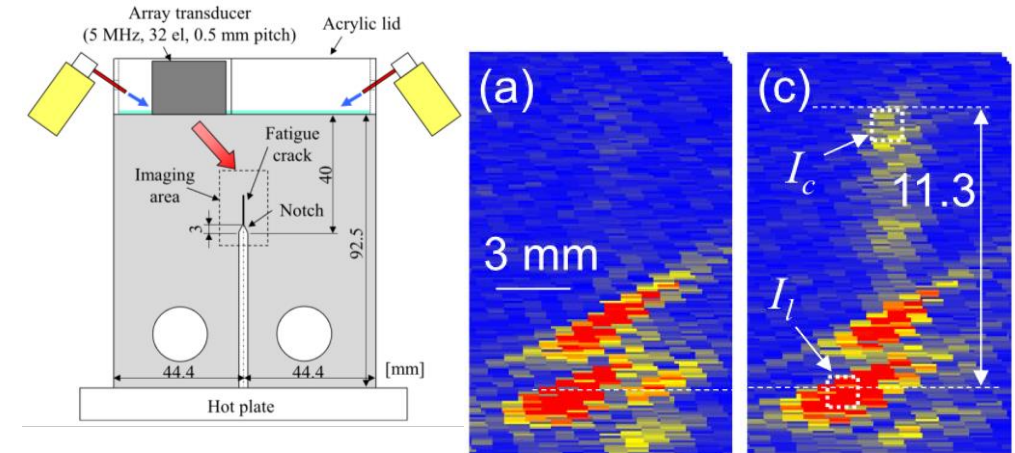 Array transducer
(5 MHz, 32 el, 0.5 mm pitch)
Acrylic lid
Fatigue
crack
Imaging
area
40
Notch
3
92.5
44.4
44.4
[mm]
Hot plate
(a)
3 mm
(c)
I_c
11.3
I_l